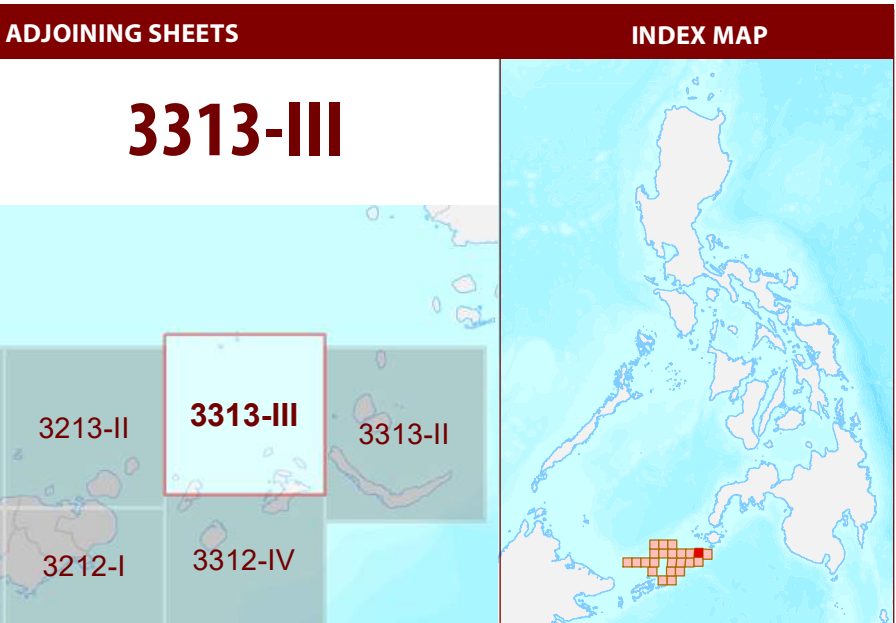 ADJOINING SHEETS
INDEX MAP
3313-III
3213-II
3313-III
3313-II
3212-I
3312-IV